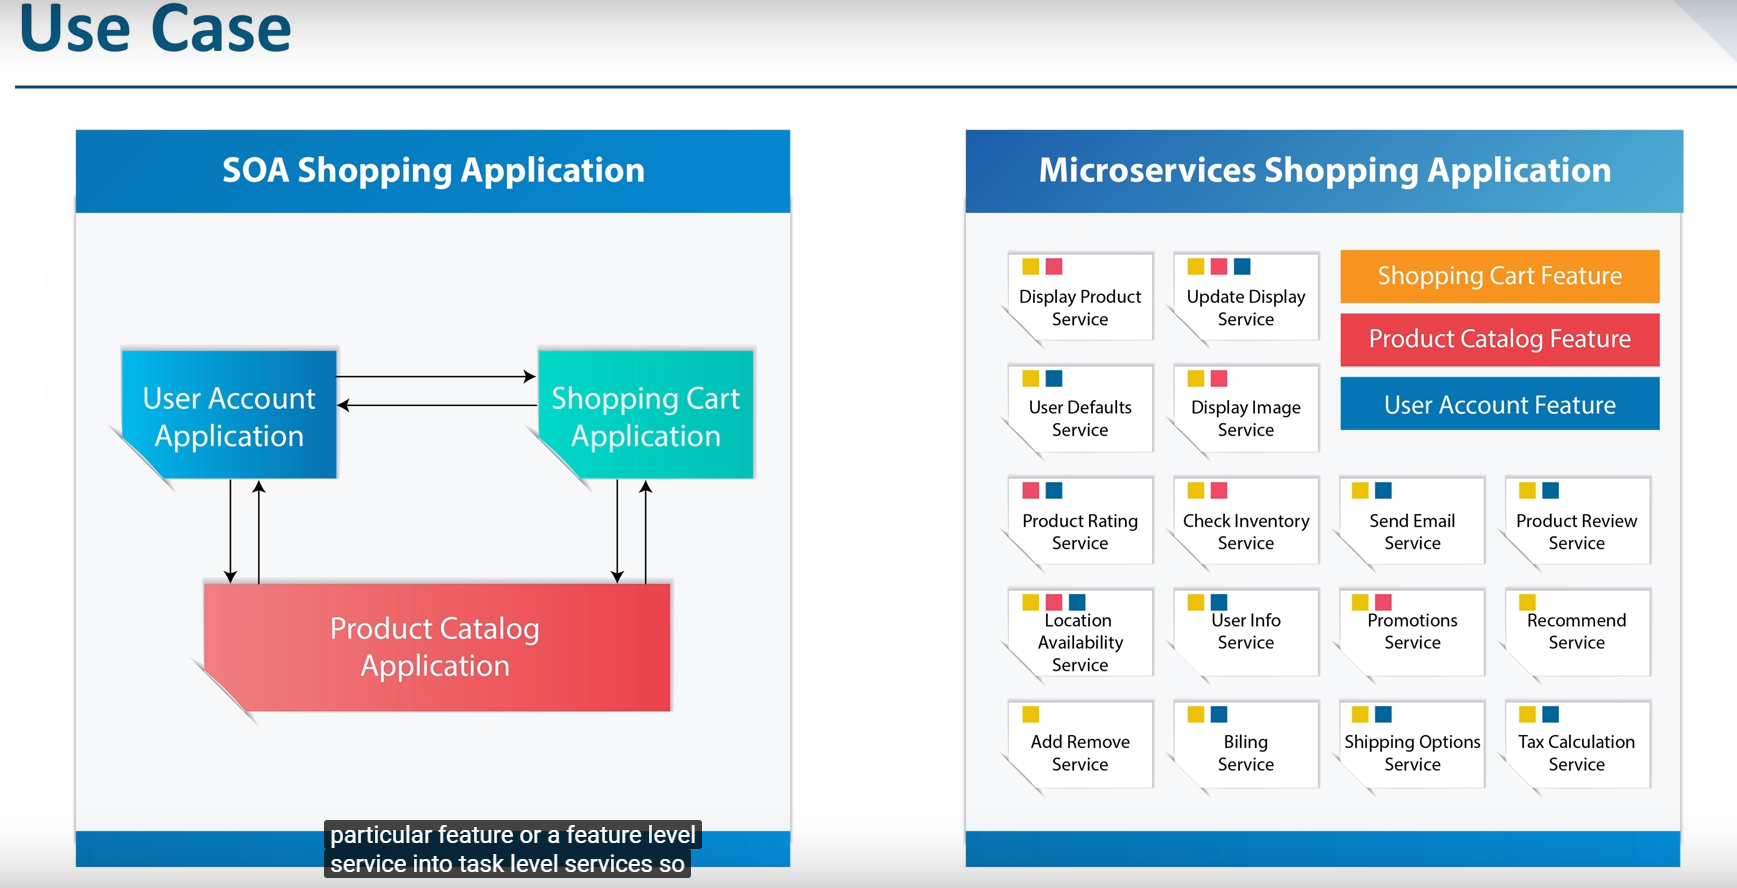 Use Case
SOA Shopping Application
User Account
Application
Shopping Cart
Application
Product Catalog
Application
particular feature or a feature level
service into task level services so
Microservices Shopping Application
Display Product
Service
Update Display
Service
Shopping Cart Feature
Product Catalog Feature
User Account Feature
User Defaults
Service
Display Image
Service
Product Rating
Service
Check Inventory
Service
Send Email
Service
Product Review
Service
Location
Availability
Service
User Info
Service
Promotions
Service
Recommend
Service
Add Remove
Service
Biling
Service
Shipping Options
Service
Tax Calculation
Service